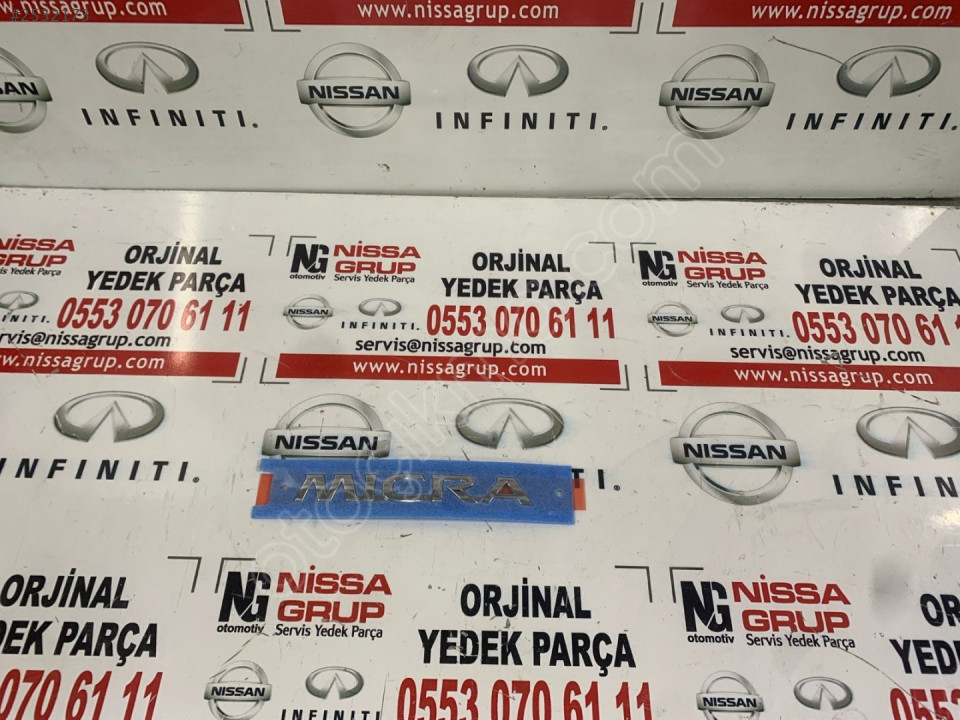 www.nissagrup.com
www.nissagrup.com
NISSAN
INFINITI.
NISSAN
INFINITI.
NISSAN
INFINITI.
NİSSA
GRUP
Servis Yedek Parça
ORJİNAL
YEDEK PARÇA
INFINITI.
0553 070 61 11
servis@nissagrup.com
www.nissagrup.com
NG
otomotiv
NİSSA
GRUP
Servis Yedek Parça
ORJİNAL
YEDEK PARÇA
NISSAN
INFINITI.
0553 070 61 11
servis@nissagrup.com
www.nissagrup.com
NG
otomotiv
NİSSA
GRUP
Servis Yedek Parça
ORJİNAL
YEDEK PARÇA
NISSAN
INFINITI.
0553 070 61 11
servis@nissagrup.com
www.nissagrup.com
INFINITI.
NISSAN
NISSAN
INFINITI.
MICRA
ORJİNAL
YEDEK PARÇA
070 61 11
NG
otomotiv
NİSSA
GRUP
Servis Yedek Parça
ORJİNAL
YEDEK PARÇA
NISSAN
INFINITI.
0553 070 61 11
NG
otomotiv
NİSSA
GRUP
Servis Yedek Parça
NISSAN